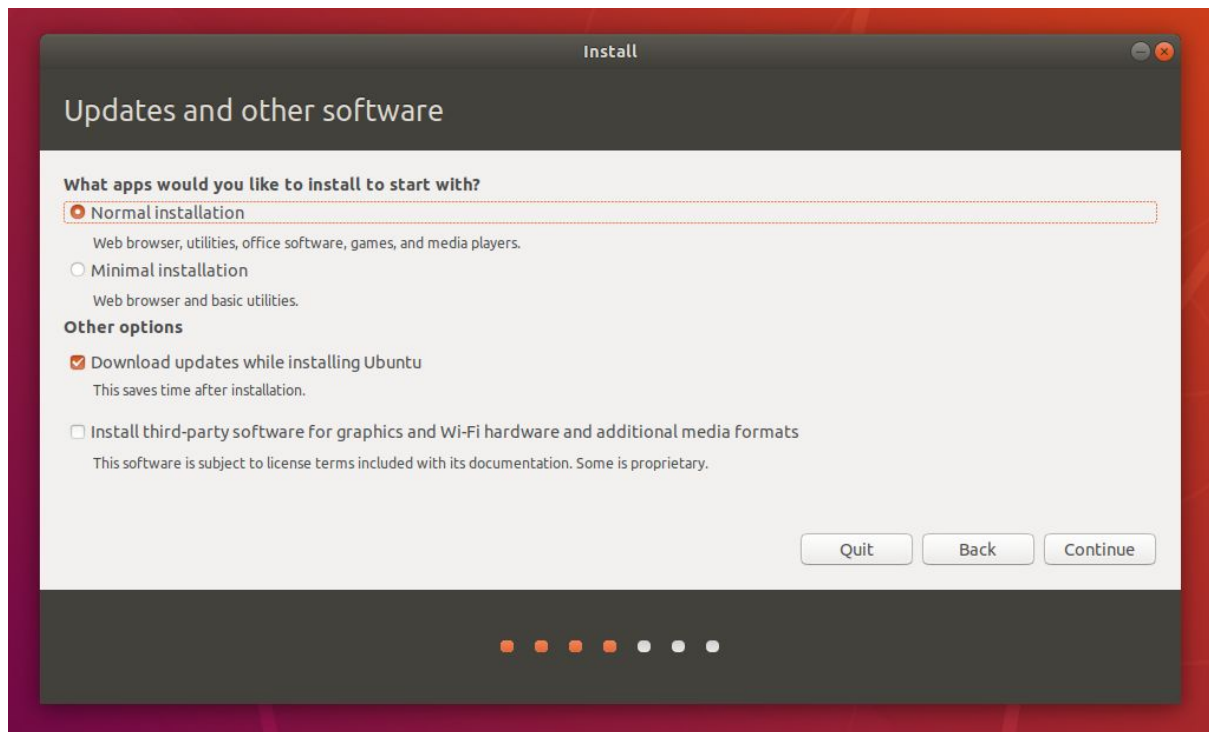 Install
Updates and other software
What apps would you like to install to start with?
Normal installation
Web browser, utilities, office software, games, and media players.
Minimal installation
Web browser and basic utilities.
Other options
Download updates while installing Ubuntu
This saves time after installation.
Install third-party software for graphics and Wi-Fi hardware and additional media formats
This software is subject to license terms included with its documentation. Some is proprietary.
Quit Back Continue